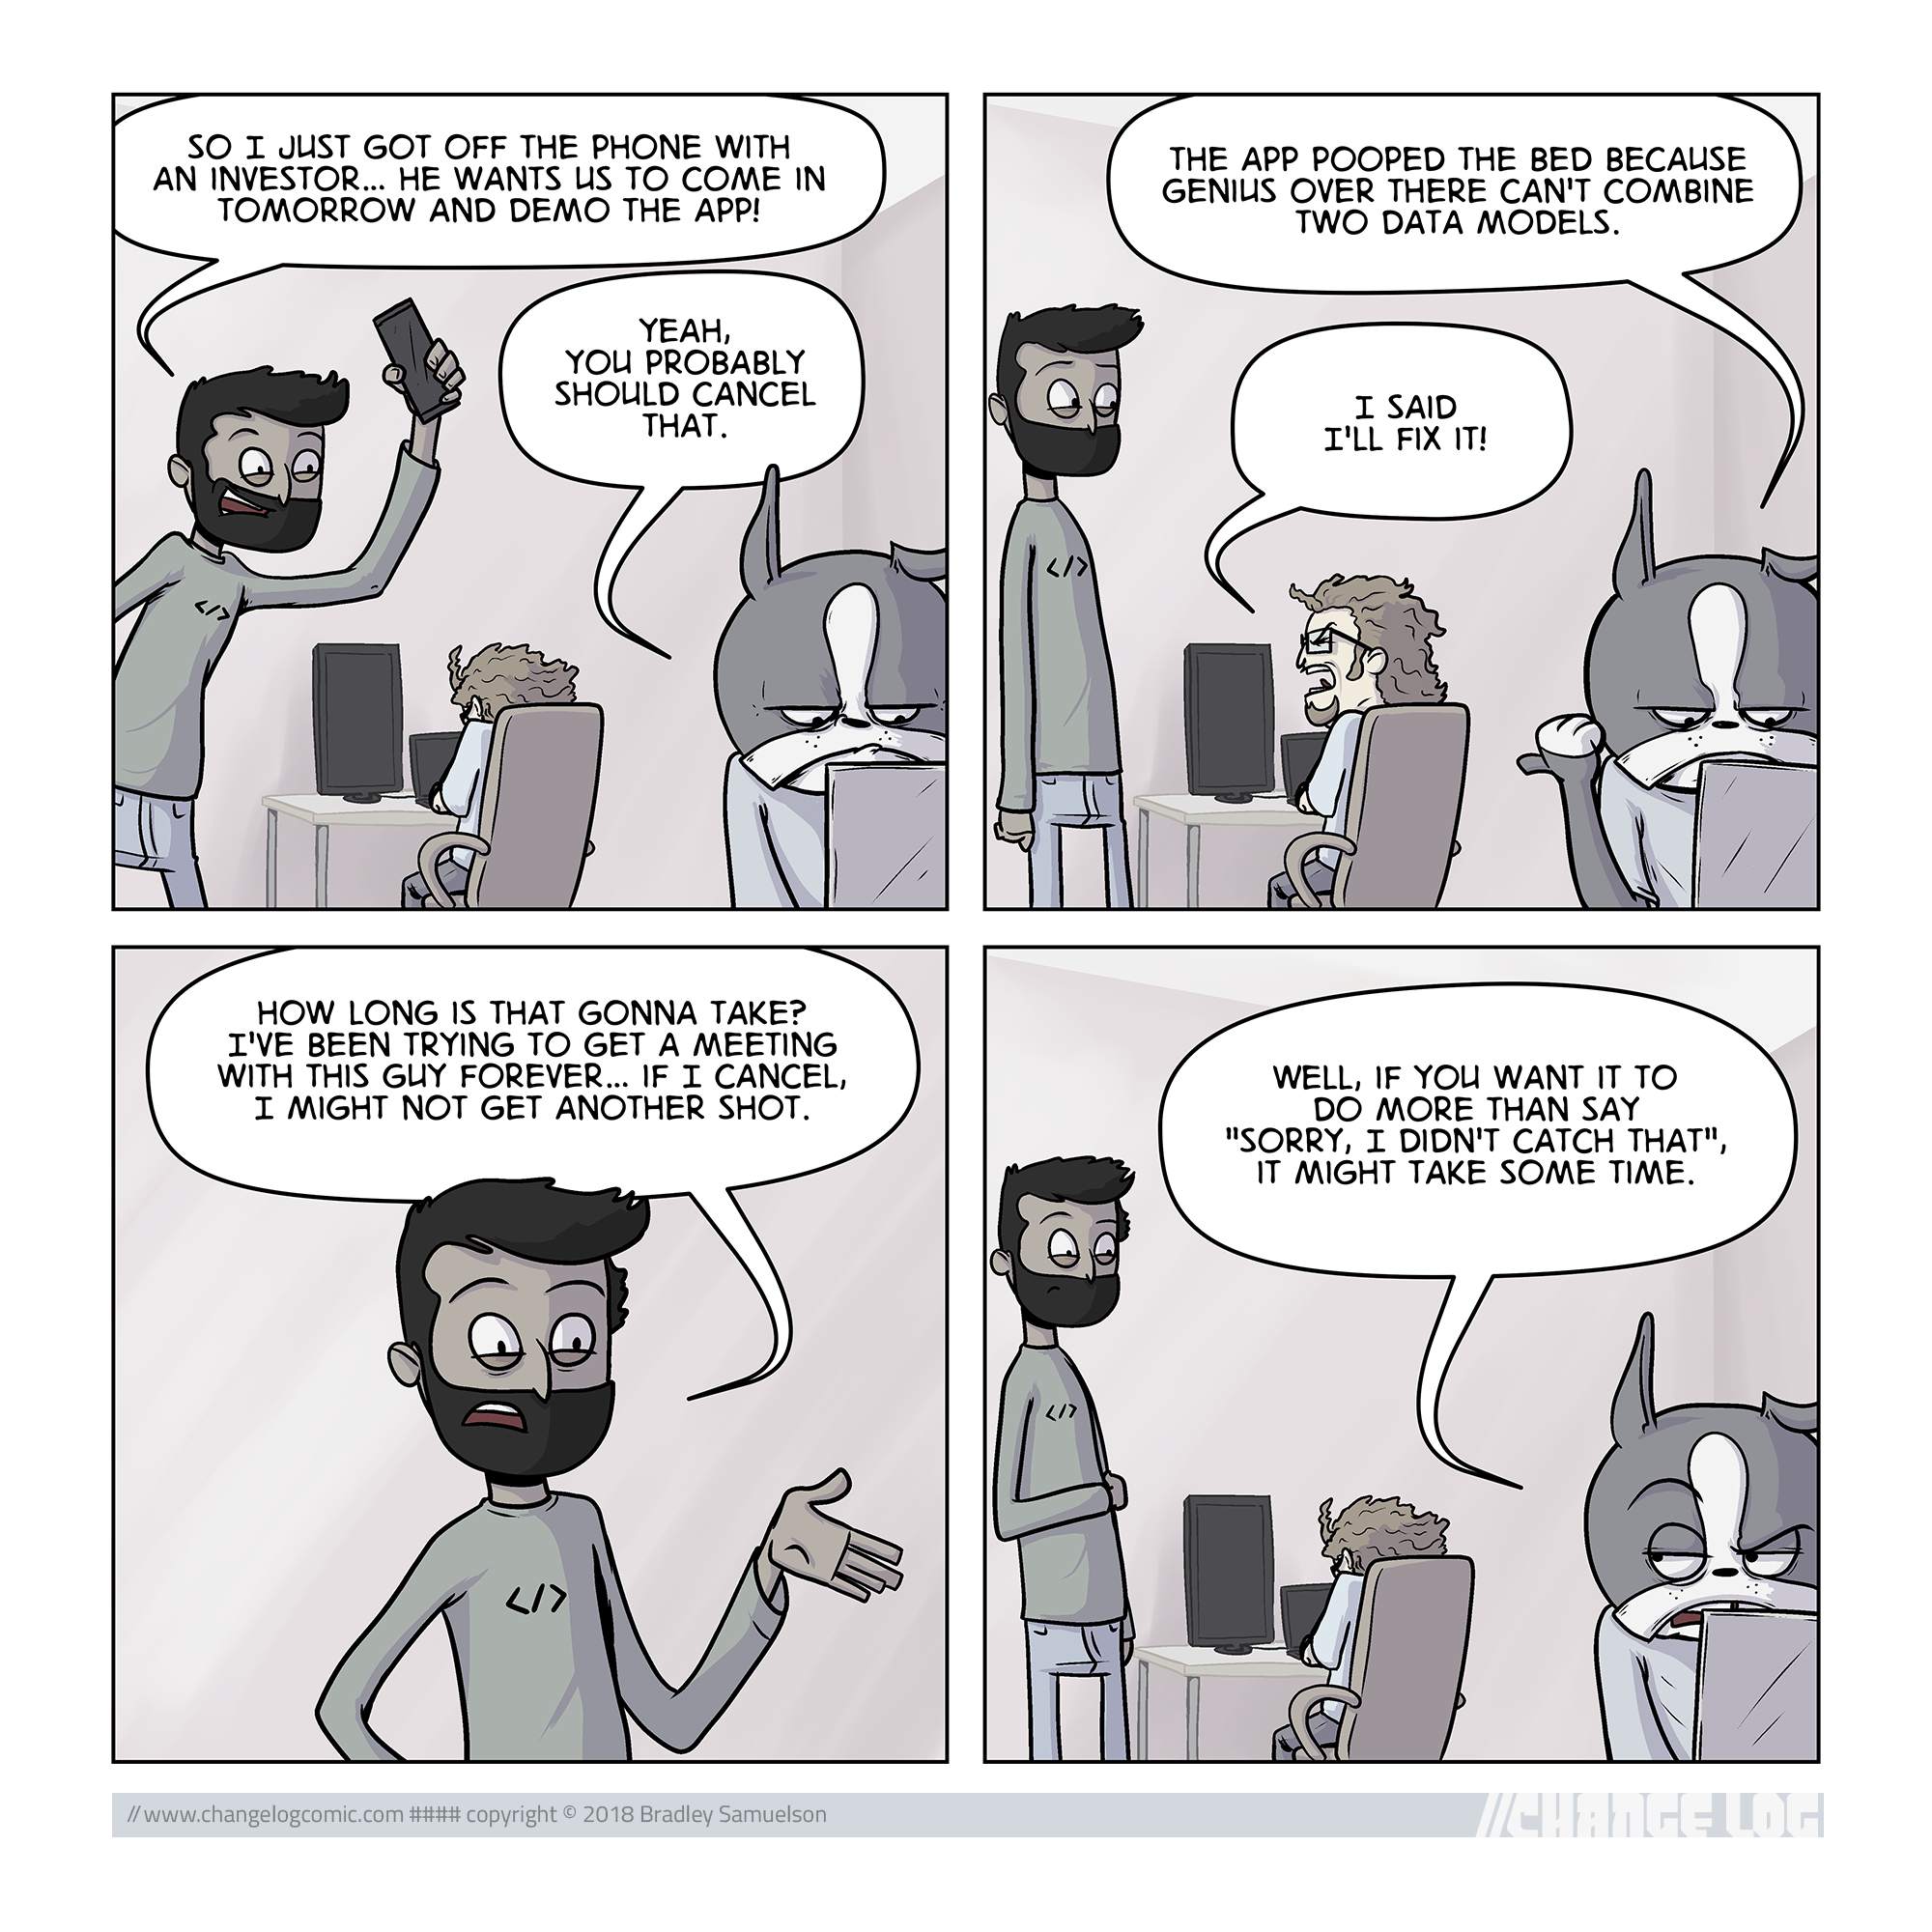 SO I JUST GOT OFF THE PHONE WITH
AN INVESTOR... HE WANTS US TO COME IN
TOMORROW AND DEMO THE APP!
YEAH,
YOU PROBABLY
SHOULD CANCEL
THAT.
</>
THE APP POOPED THE BED BECAUSE
GENIUS OVER THERE CAN'T COMBINE
TWO DATA MODELS.
I SAID
I'LL FIX IT!
</>
HOW LONG IS THAT GONNA TAKE?
I'VE BEEN TRYING TO GET A MEETING
WITH THIS GUY FOREVER... IF I CANCEL,
I MIGHT NOT GET ANOTHER SHOT.
</>
WELL, IF YOU WANT IT TO
DO MORE THAN SAY
"SORRY, I DIDN'T CATCH THAT",
IT MIGHT TAKE SOME TIME.
</>
// www.changelogcomic.com #### copyright © 2018 Bradley Samuelson
//CHANGE LOG